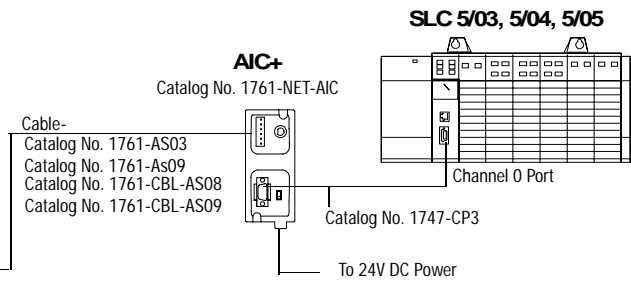 SLC 5/03, 5/04, 5/05
AIC+
Catalog No. 1761-NET-AIC
Cable-
Catalog No. 1761-AS03
Catalog No. 1761-As09
Catalog No. 1761-CBL-AS08
Catalog No. 1761-CBL-AS09
Channel 0 Port
Catalog No. 1747-CP3
To 24V DC Power